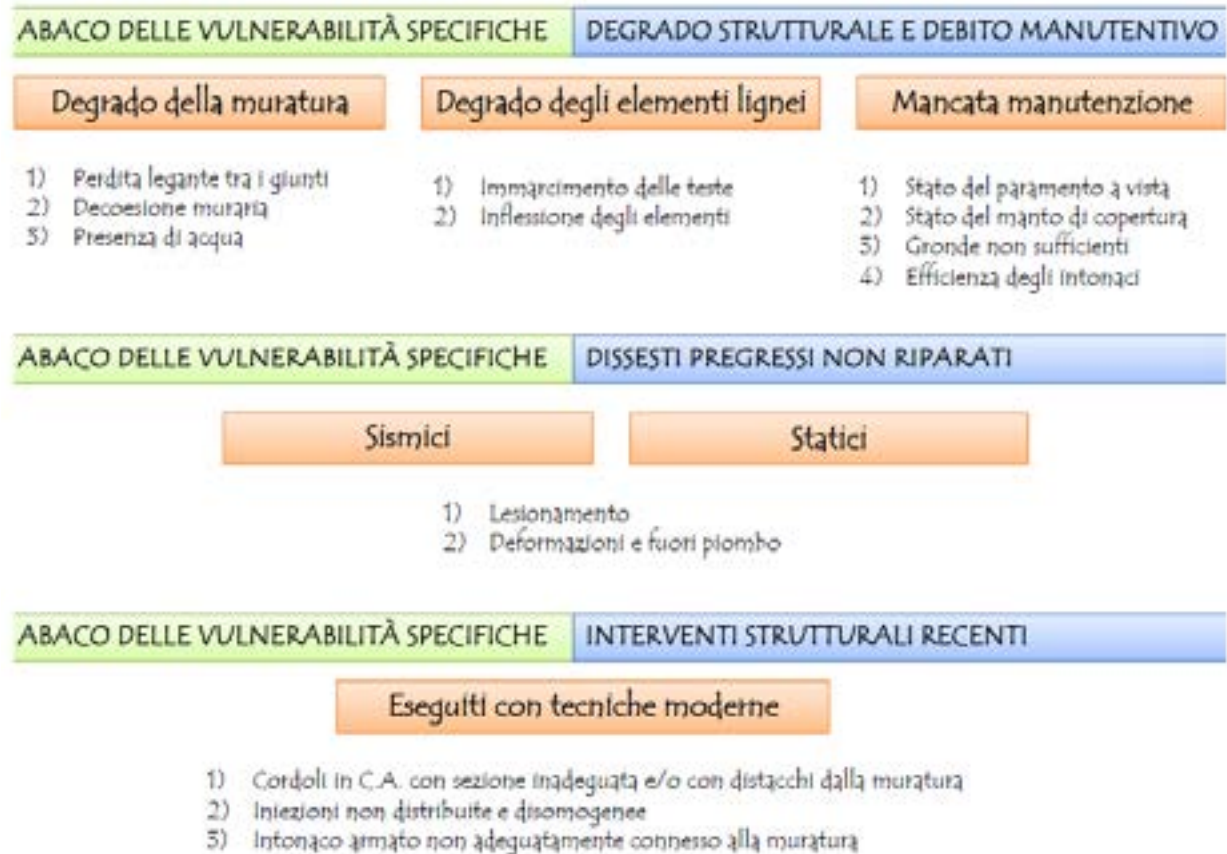 ABACO DELLE VULNERABILITÀ SPECIFICHE DEGRADO STRUTTURALE E DEBITO MANUTENTIVO
Degrado della muratura
1) Perdita legante tra i giunti
2) Decoesione muraria
3) Presenza di acqua
Degrado degli elementi lignei
1) Immarcimento delle teste
2) Inflessione degli elementi
Mancata manutenzione
1) Stato del paramento a vista
2) Stato del manto di copertura
3) Gronde non sufficienti
4) Efficienza degli intonaci
ABACO DELLE VULNERABILITÀ SPECIFICHE DISSESTI PREGRESSI NON RIPARATI
Sismici
Statici
1) Lesionamento
2) Deformazioni e fuori piombo
ABACO DELLE VULNERABILITÀ SPECIFICHE INTERVENTI STRUTTURALI RECENTI
Eseguiti con tecniche moderne
1) Cordoli in C.A. con sezione inadeguata e/o con distacchi dalla muratura
2) Iniezioni non distribuite e disomogenee
3) Intonaco armato non adeguatamente connesso alla muratura